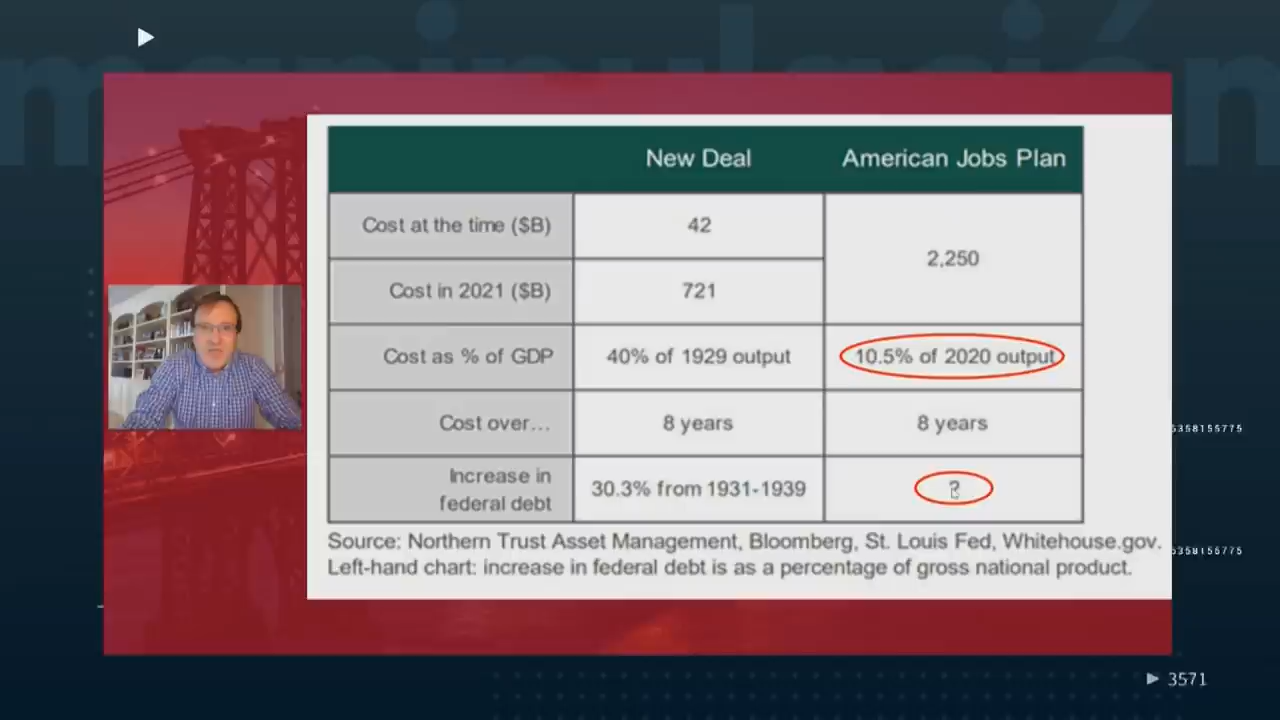 manipulación
New Deal
American Jobs Plan
Cost at the time ($B)
42
2,250
Cost in 2021 ($B)
721
Cost as % of GDP
40% of 1929 output
10.5% of 2020 output
Cost over...
8 years
8 years
Increase in
federal debt
30.3% from 1931-1939
?
Source: Northern Trust Asset Management, Bloomberg, St. Louis Fed, Whitehouse.gov.
Left-hand chart: increase in federal debt is as a percentage of gross national product.
5358155775
5358155775
3571